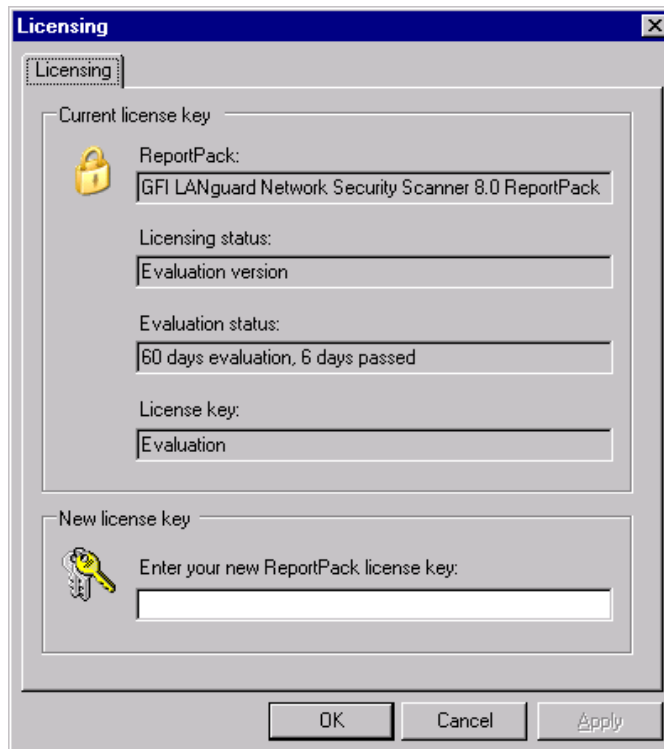 Licensing
Licensing
Current license key
ReportPack:
GFI LANguard Network Security Scanner 8.0 ReportPack
Licensing status:
Evaluation version
Evaluation status:
60 days evaluation, 6 days passed
License key:
Evaluation
New license key
Enter your new ReportPack license key:
OK Cancel Apply